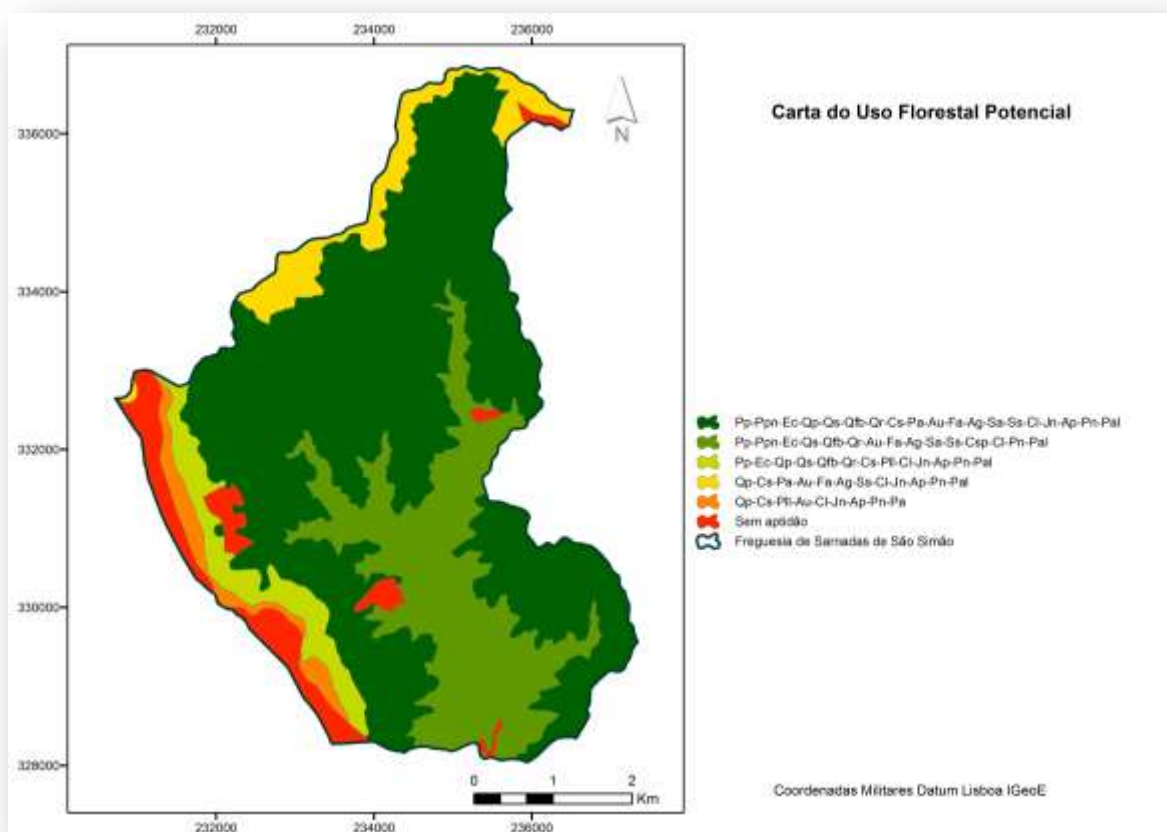 232000 234000 236000
336000
334000
332000
330000
328000
N
Carta do Uso Florestal Potencial
Pp-Ppn-Ec-Qp-Qs-Qfb-Qr-Cs-Pa-Au-Fa-Ag-Sa-Ss-Cl-Jn-Ap-Pn-Pal
Pp-Ppn-Ec-Qs-Qfb-Qr-Au-Fa-Ag-Sa-Ss-Csp-Cl-Pn-Pal
Pp-Ec-Qp-Qs-Qfb-Qr-Cs-Pll-Cl-Jn-Ap-Pn-Pal
Qp-Cs-Pa-Au-Fa-Ag-Ss-Cl-Jn-Ap-Pn-Pal
Qp-Cs-Pll-Au-Cl-Jn-Ap-Pn-Pa
Sem aptidão
Freguesia de Sarnadas de São Simão
0 1 2
Km
Coordenadas Militares Datum Lisboa IGeoE
232000 234000 236000